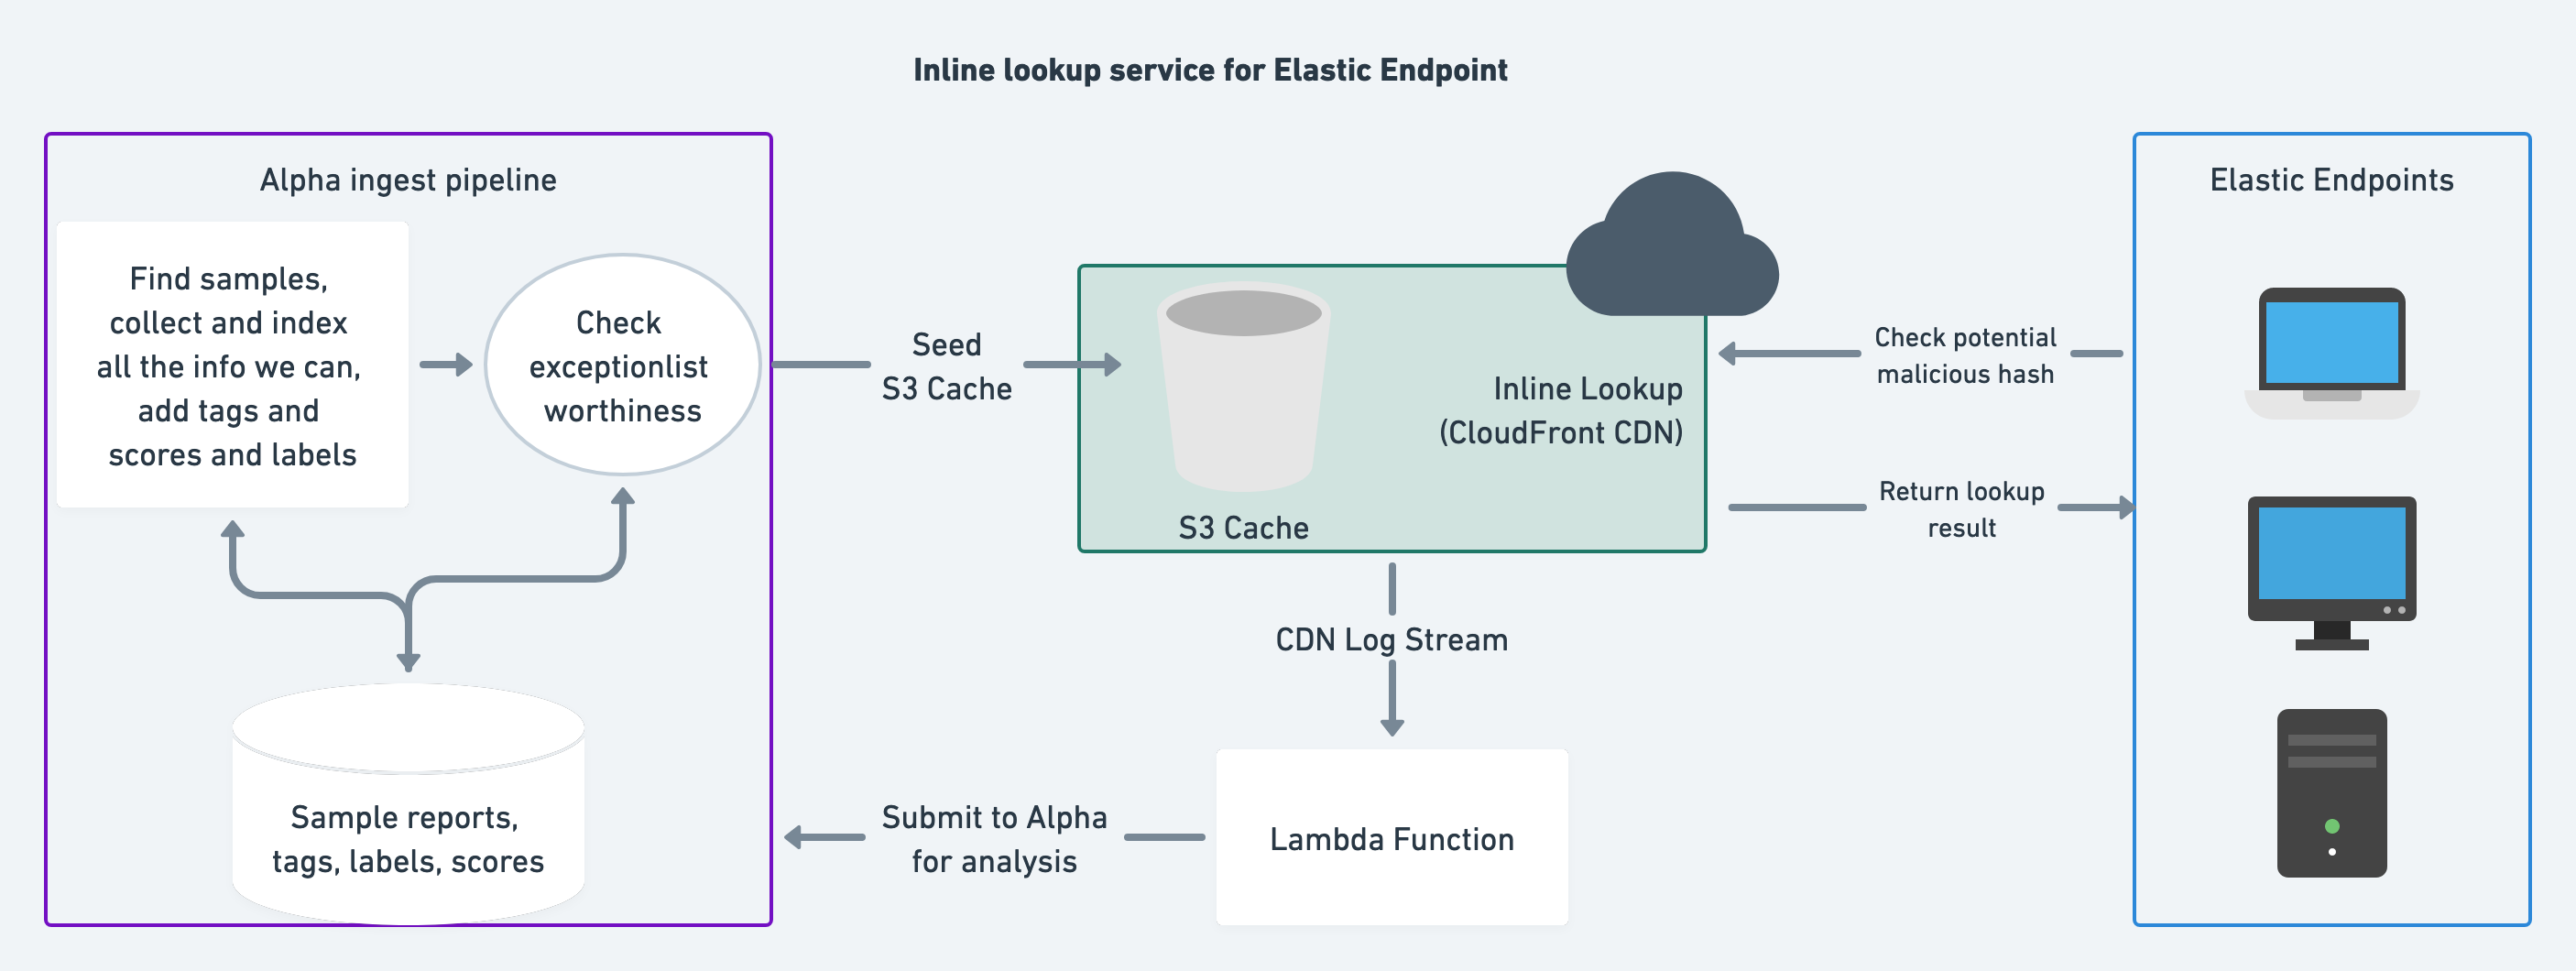 Inline lookup service for Elastic Endpoint
Alpha ingest pipeline
Find samples,
collect and index
all the info we can,
add tags and
scores and labels
Check
exceptionlist
worthiness
Sample reports,
tags, labels, scores
Seed
S3 Cache
S3 Cache
Inline Lookup
(CloudFront CDN)
CDN Log Stream
Lambda Function
Submit to Alpha
for analysis
Check potential
malicious hash
Return lookup
result
Elastic Endpoints